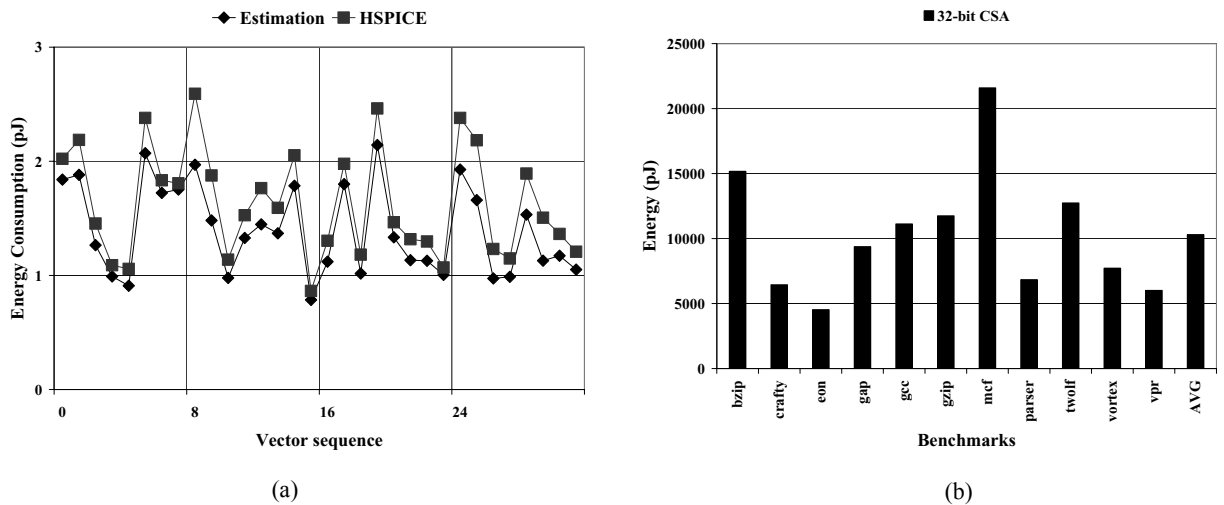 Estimation HSPICE
3
2
1
0
Energy Consumption (pJ)
0 8 16 24
Vector sequence
(a)
32-bit CSA
25000
20000
15000
10000
5000
0
Energy (pJ)
bzip crafty eon gap gcc gzip mcf parser twolf vortex vpr AVG
Benchmarks
(b)